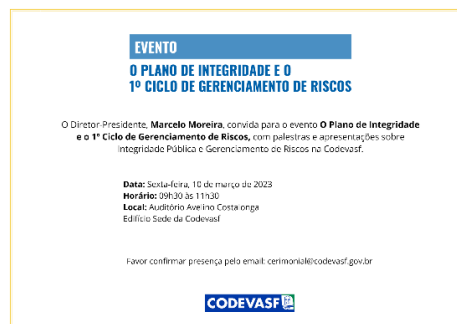 EVENTO
O PLANO DE INTEGRIDADE E O
1º CICLO DE GERENCIAMENTO DE RISCOS
O Diretor-Presidente, Marcelo Moreira, convida para o evento O Plano de Integridade
e o 1º Ciclo de Gerenciamento de Riscos, com palestras e apresentações sobre
Integridade Pública e Gerenciamento de Riscos na Codevasf.
Data: Sexta-feira, 10 de março de 2023
Horário: 09h30 às 11h30
Local: Auditório Avelino Costalonga
Edifício Sede da Codevasf
Favor confirmar presença pelo email: cerimonial@codevasf.gov.br
CODEVASF